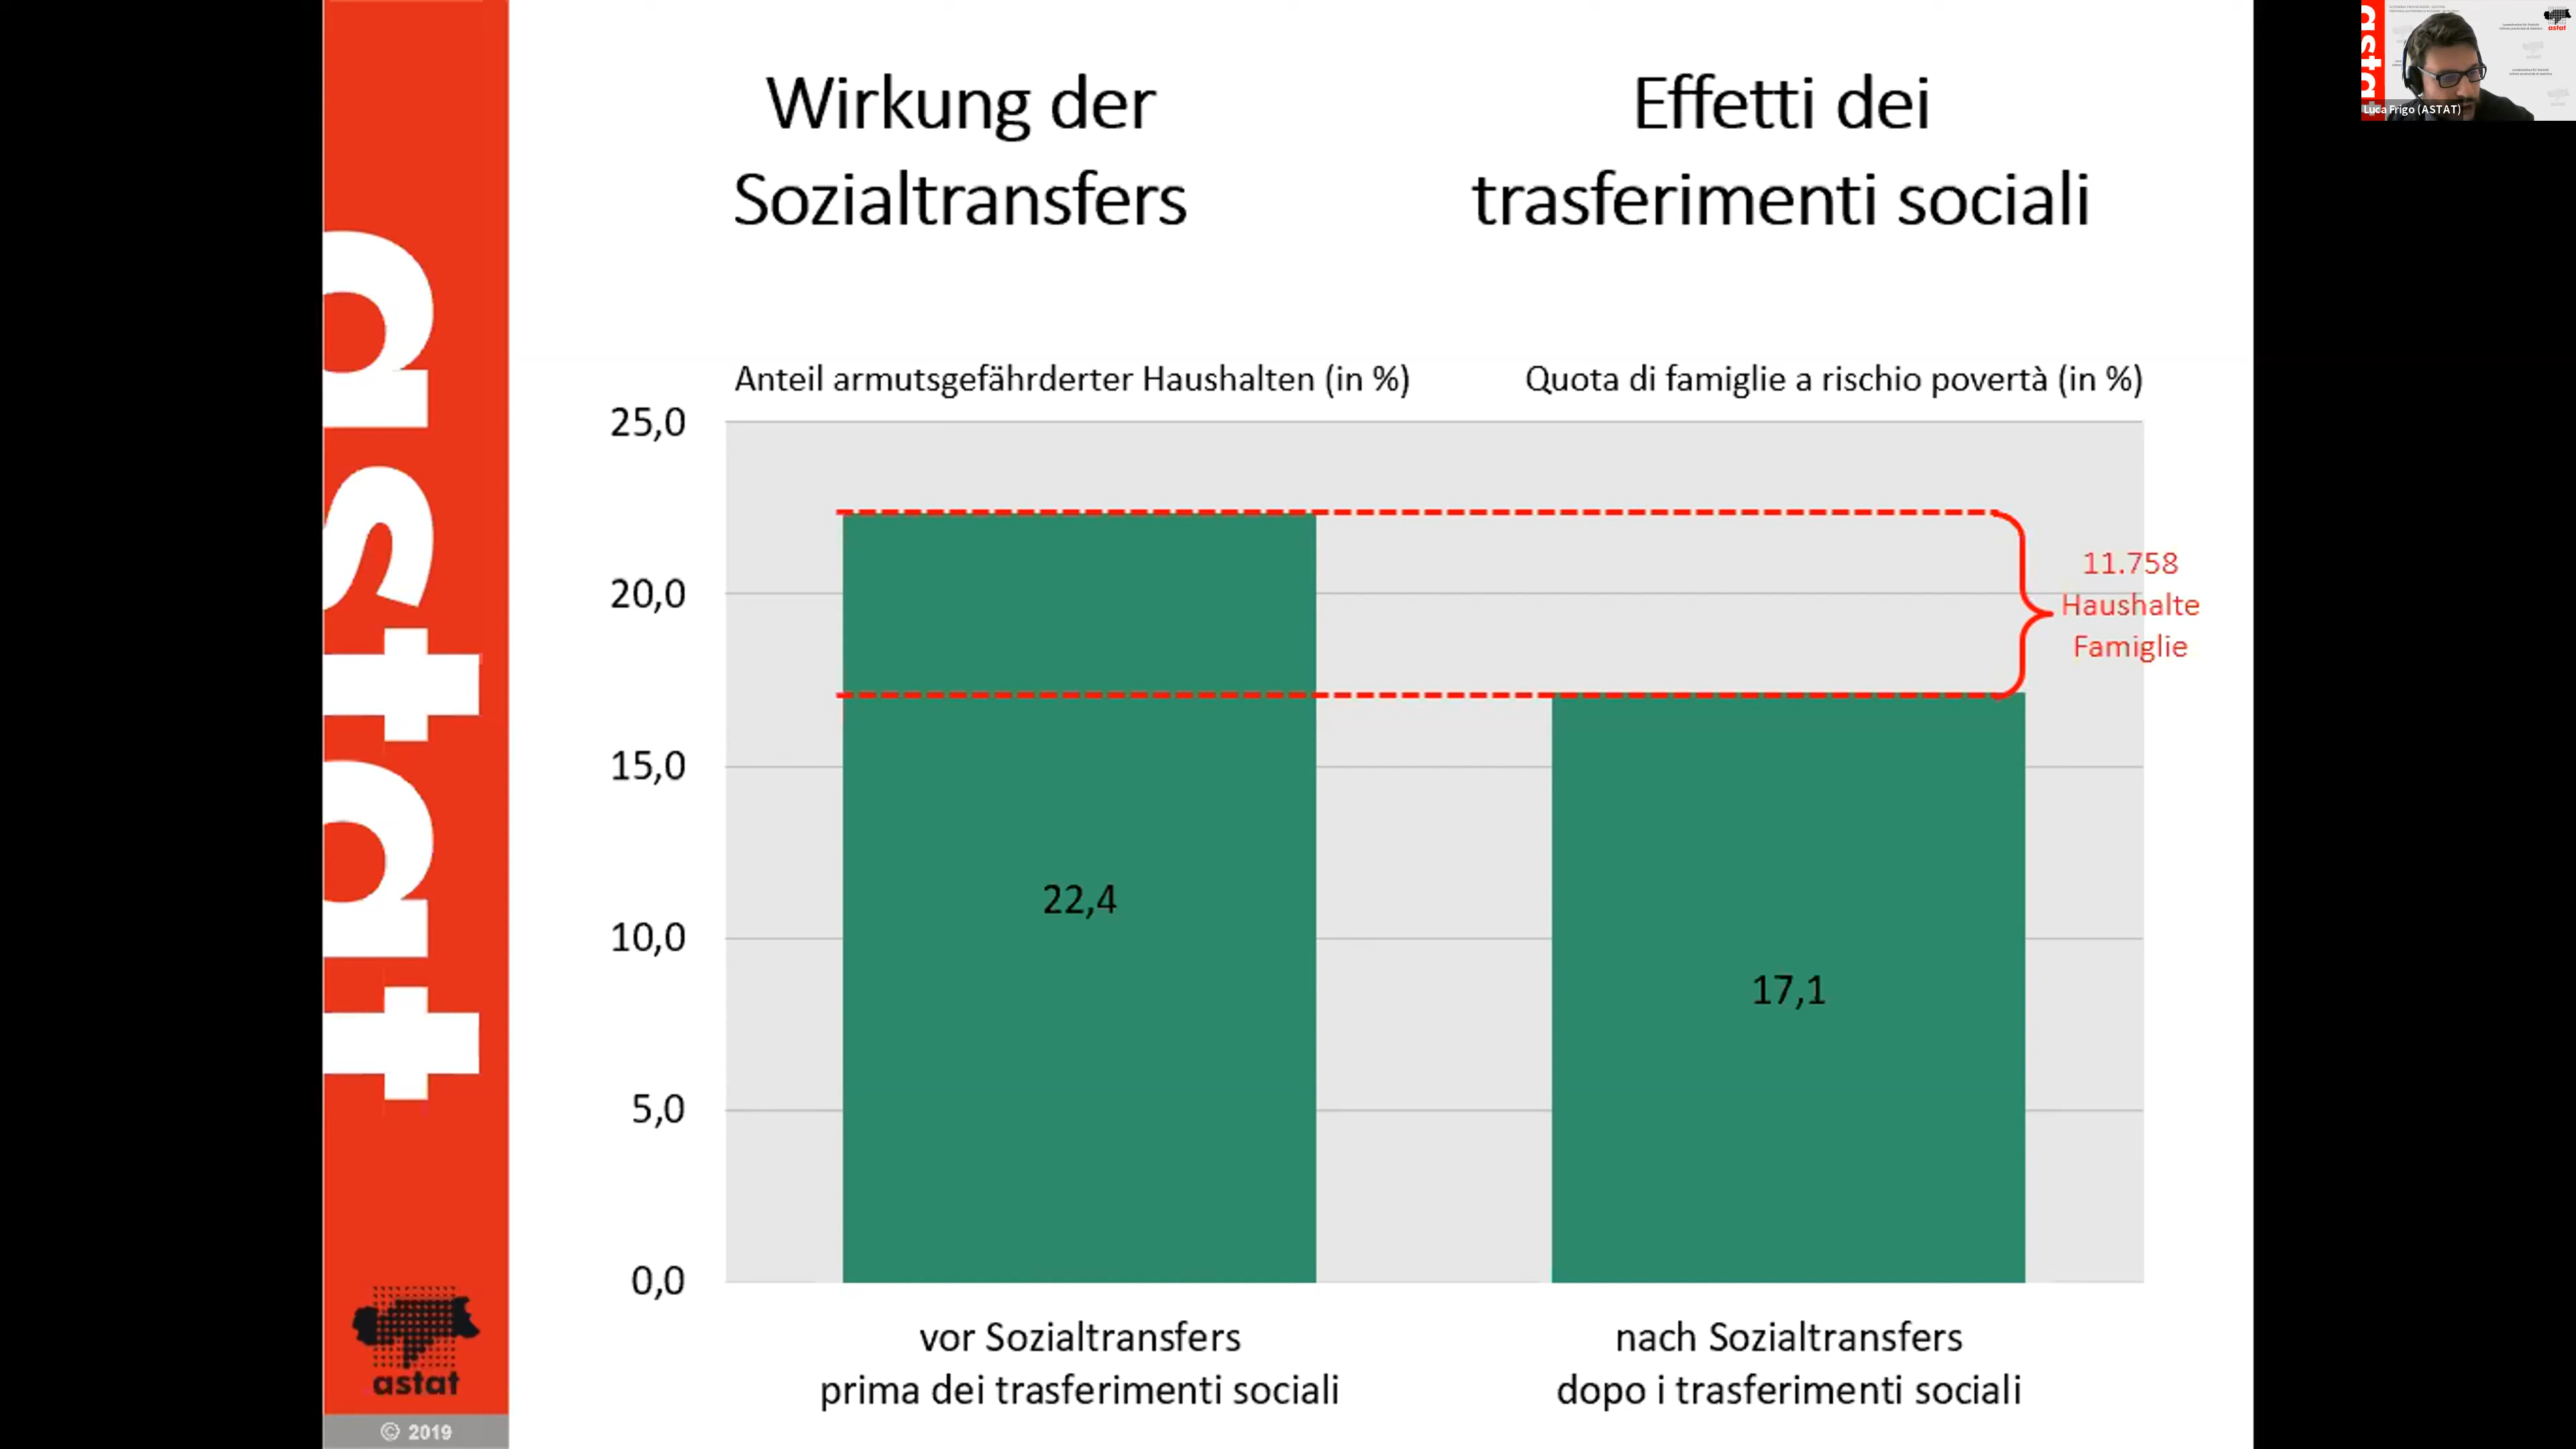 Wirkung der
Sozialtransfers
Effetti dei
trasferimenti sociali
Anteil armutsgefährderter Haushalten (in %)
Quota di famiglie a rischio povertà (in %)
25,0
20,0
15,0
10,0
5,0
0,0
11.758
Haushalte
Famiglie
22,4
17,1
vor Sozialtransfers
prima dei trasferimenti sociali
nach Sozialtransfers
dopo i trasferimenti sociali
astat
astat
© 2019
astat
astat
Luca Frigo (ASTAT)